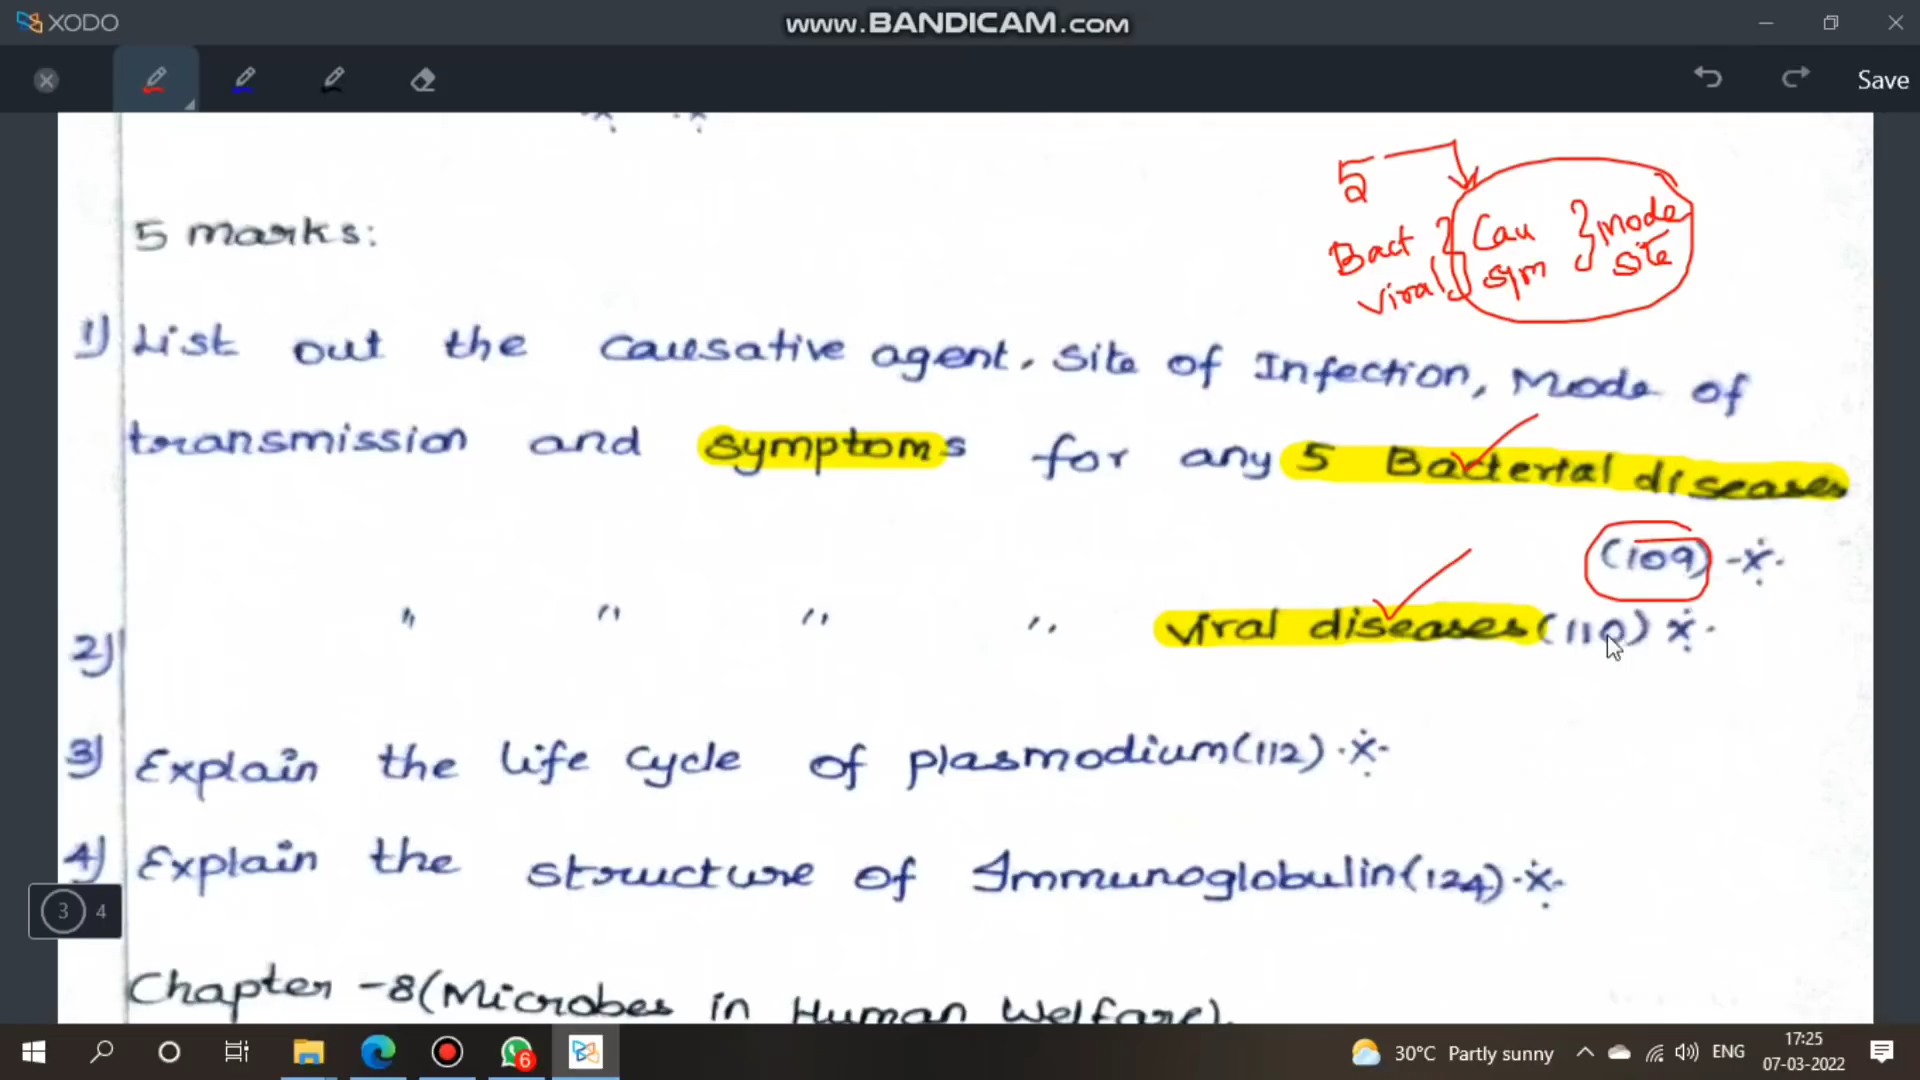 XODO
www.BANDICAM.com
Save
5
Bact } Cau } Mode
Viral } sym } site
5 marks:
1) List out the causative agent, Site of Infection, Mode of
transmission and symptoms for any 5 Bacterial diseases
(109)
2) " " " " viral diseases (110)
3) Explain the life cycle of plasmodium (112)
4) Explain the structure of Immunoglobulin (124)
3 4
Chapter -8 (Microbes in Human Welfare).
6
30°C Partly sunny
ENG
17:25
07-03-2022